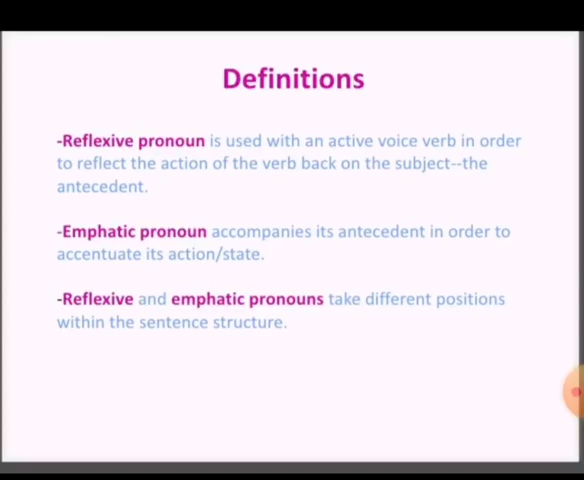 Definitions
-Reflexive pronoun is used with an active voice verb in order
to reflect the action of the verb back on the subject--the
antecedent.
-Emphatic pronoun accompanies its antecedent in order to
accentuate its action/state.
-Reflexive and emphatic pronouns take different positions
within the sentence structure.